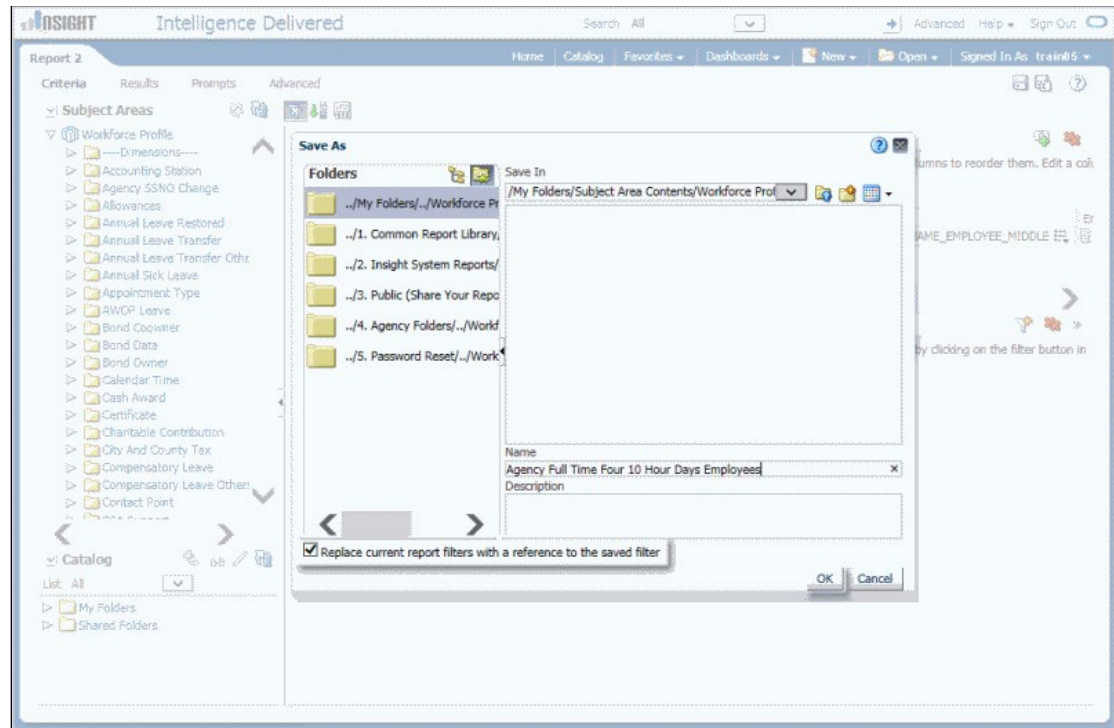 INSIGHT Intelligence Delivered Search All Advanced Help Sign Out
Report 2 Home Catalog Favorites Dashboards New Open Signed In As train05
Criteria Results Prompts Advanced
Subject Areas
Workforce Profile
----Dimensions----
Accounting Station
Agency SSNO Change
Allowances
Annual Leave Restored
Annual Leave Transfer
Annual Leave Transfer Othe
Annual Sick Leave
Appointment Type
AWOP Leave
Bond Coowner
Bond Data
Bond Owner
Calendar Time
Cash Award
Certificate
Charitable Contribution
City And County Tax
Compensatory Leave
Compensatory Leave Others
Contact Point
Catalog
List All
My Folders
Shared Folders
Save As
Folders
../My Folders/../Workforce Pr
../1. Common Report Library,
../2. Insight System Reports/
../3. Public (Share Your Repo
../4. Agency Folders/../Workf
../5. Password Reset/../Work
Save In
/My Folders/Subject Area Contents/Workforce Prof
Name
Agency Full Time Four 10 Hour Days Employees
Description
Replace current report filters with a reference to the saved filter
OK Cancel
lumns to reorder them. Edit a colu
AME_EMPLOYEE_MIDDLE
by clicking on the filter button in